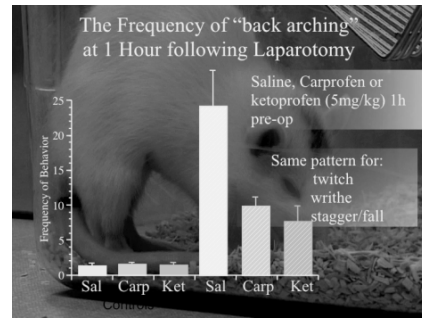 The Frequency of “back arching”
at 1 Hour following Laparotomy
Saline, Carprofen or
ketoprofen (5mg/kg) 1h
pre-op
Same pattern for:
twitch
writhe
stagger/fall
Frequency of Behavior
25
20
15
10
5
0
Sal Carp Ket Sal Carp Ket
Controls